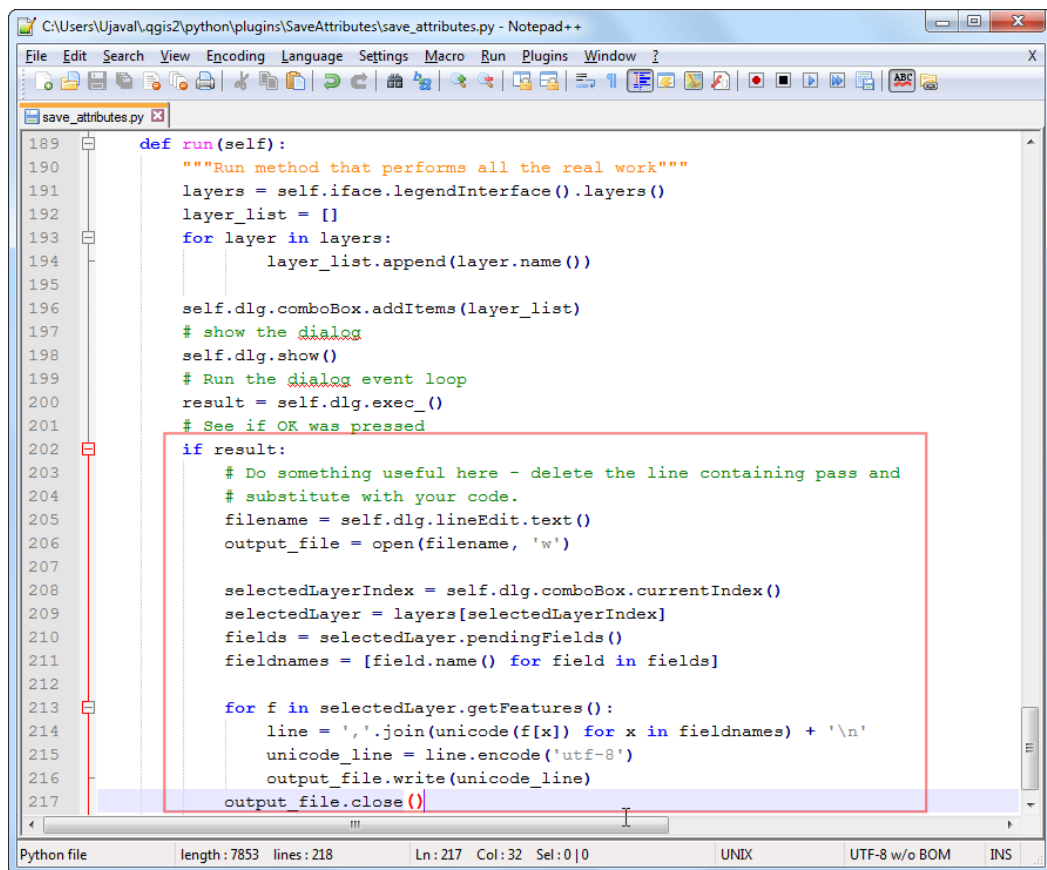 C:\Users\Ujaval\.qgis2\python\plugins\SaveAttributes\save_attributes.py - Notepad++
File Edit Search View Encoding Language Settings Macro Run Plugins Window ? X
ABC
save_attributes.py
189 def run(self):
190 """Run method that performs all the real work"""
191 layers = self.iface.legendInterface().layers()
192 layer_list = []
193 for layer in layers:
194 layer_list.append(layer.name())
195
196 self.dlg.comboBox.addItems(layer_list)
197 # show the dialog
198 self.dlg.show()
199 # Run the dialog event loop
200 result = self.dlg.exec_()
201 # See if OK was pressed
202 if result:
203 # Do something useful here - delete the line containing pass and
204 # substitute with your code.
205 filename = self.dlg.lineEdit.text()
206 output_file = open(filename, 'w')
207
208 selectedLayerIndex = self.dlg.comboBox.currentIndex()
209 selectedLayer = layers[selectedLayerIndex]
210 fields = selectedLayer.pendingFields()
211 fieldnames = [field.name() for field in fields]
212
213 for f in selectedLayer.getFeatures():
214 line = ','.join(unicode(f[x]) for x in fieldnames) + '\n'
215 unicode_line = line.encode('utf-8')
216 output_file.write(unicode_line)
217 output_file.close()
Python file length : 7853 lines : 218 Ln : 217 Col : 32 Sel : 0 | 0 UNIX UTF-8 w/o BOM INS